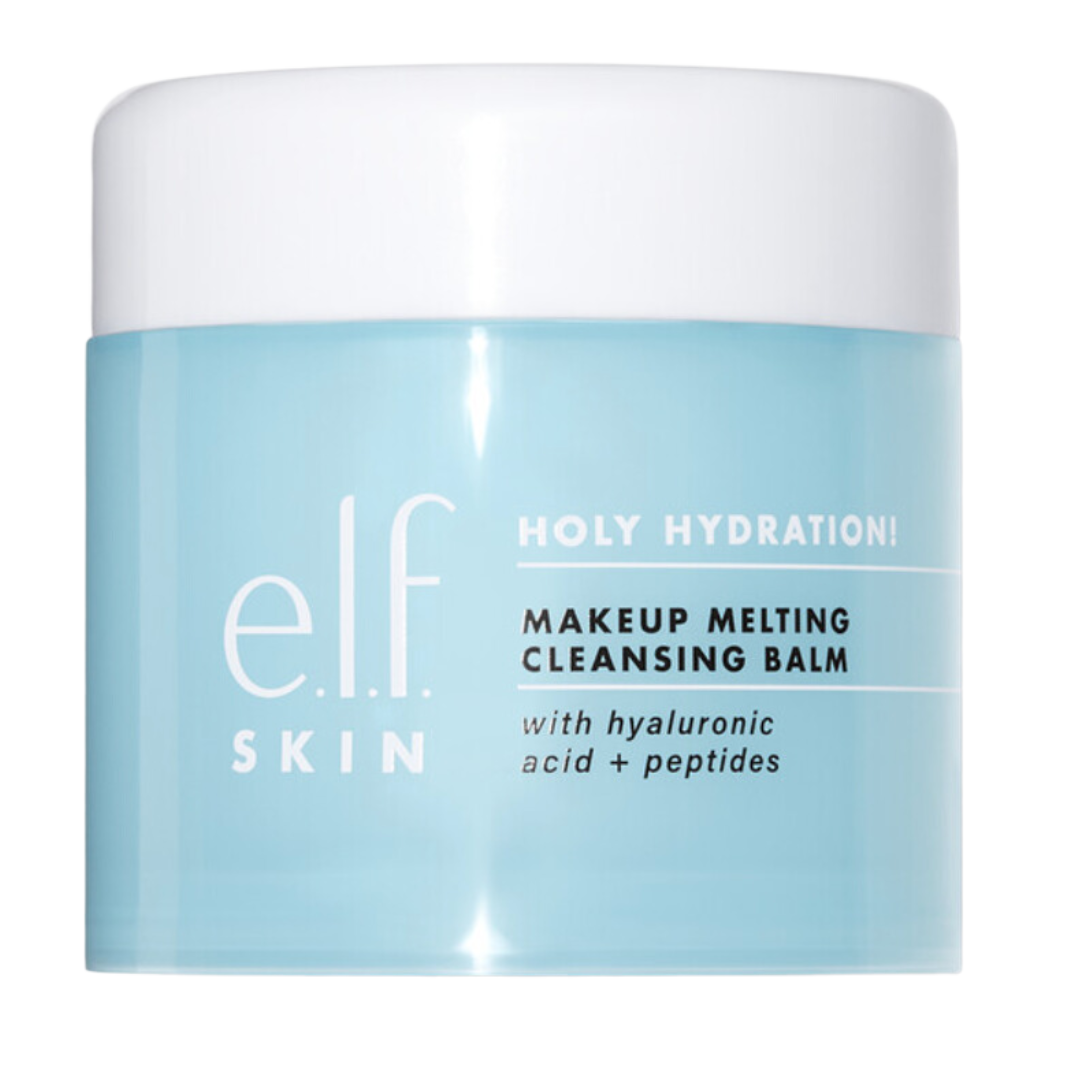 e.l.f.
SKIN
HOLY HYDRATION!
MAKEUP MELTING
CLEANSING BALM
with hyaluronic
acid + peptides